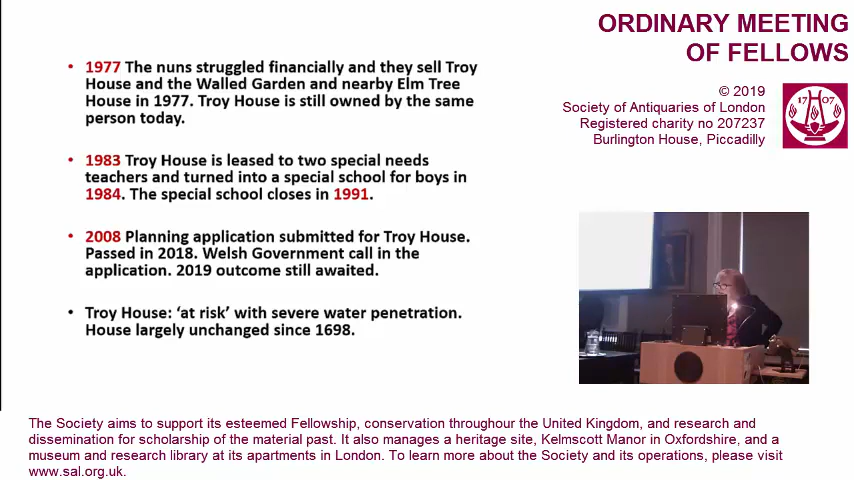 ORDINARY MEETING
OF FELLOWS
© 2019
Society of Antiquaries of London
Registered charity no 207237
Burlington House, Piccadilly
17 07
• 1977 The nuns struggled financially and they sell Troy
House and the Walled Garden and nearby Elm Tree
House in 1977. Troy House is still owned by the same
person today.
• 1983 Troy House is leased to two special needs
teachers and turned into a special school for boys in
1984. The special school closes in 1991.
• 2008 Planning application submitted for Troy House.
Passed in 2018. Welsh Government call in the
application. 2019 outcome still awaited.
• Troy House: ‘at risk’ with severe water penetration.
House largely unchanged since 1698.
The Society aims to support its esteemed Fellowship, conservation throughour the United Kingdom, and research and
dissemination for scholarship of the material past. It also manages a heritage site, Kelmscott Manor in Oxfordshire, and a
museum and research library at its apartments in London. To learn more about the Society and its operations, please visit
www.sal.org.uk.